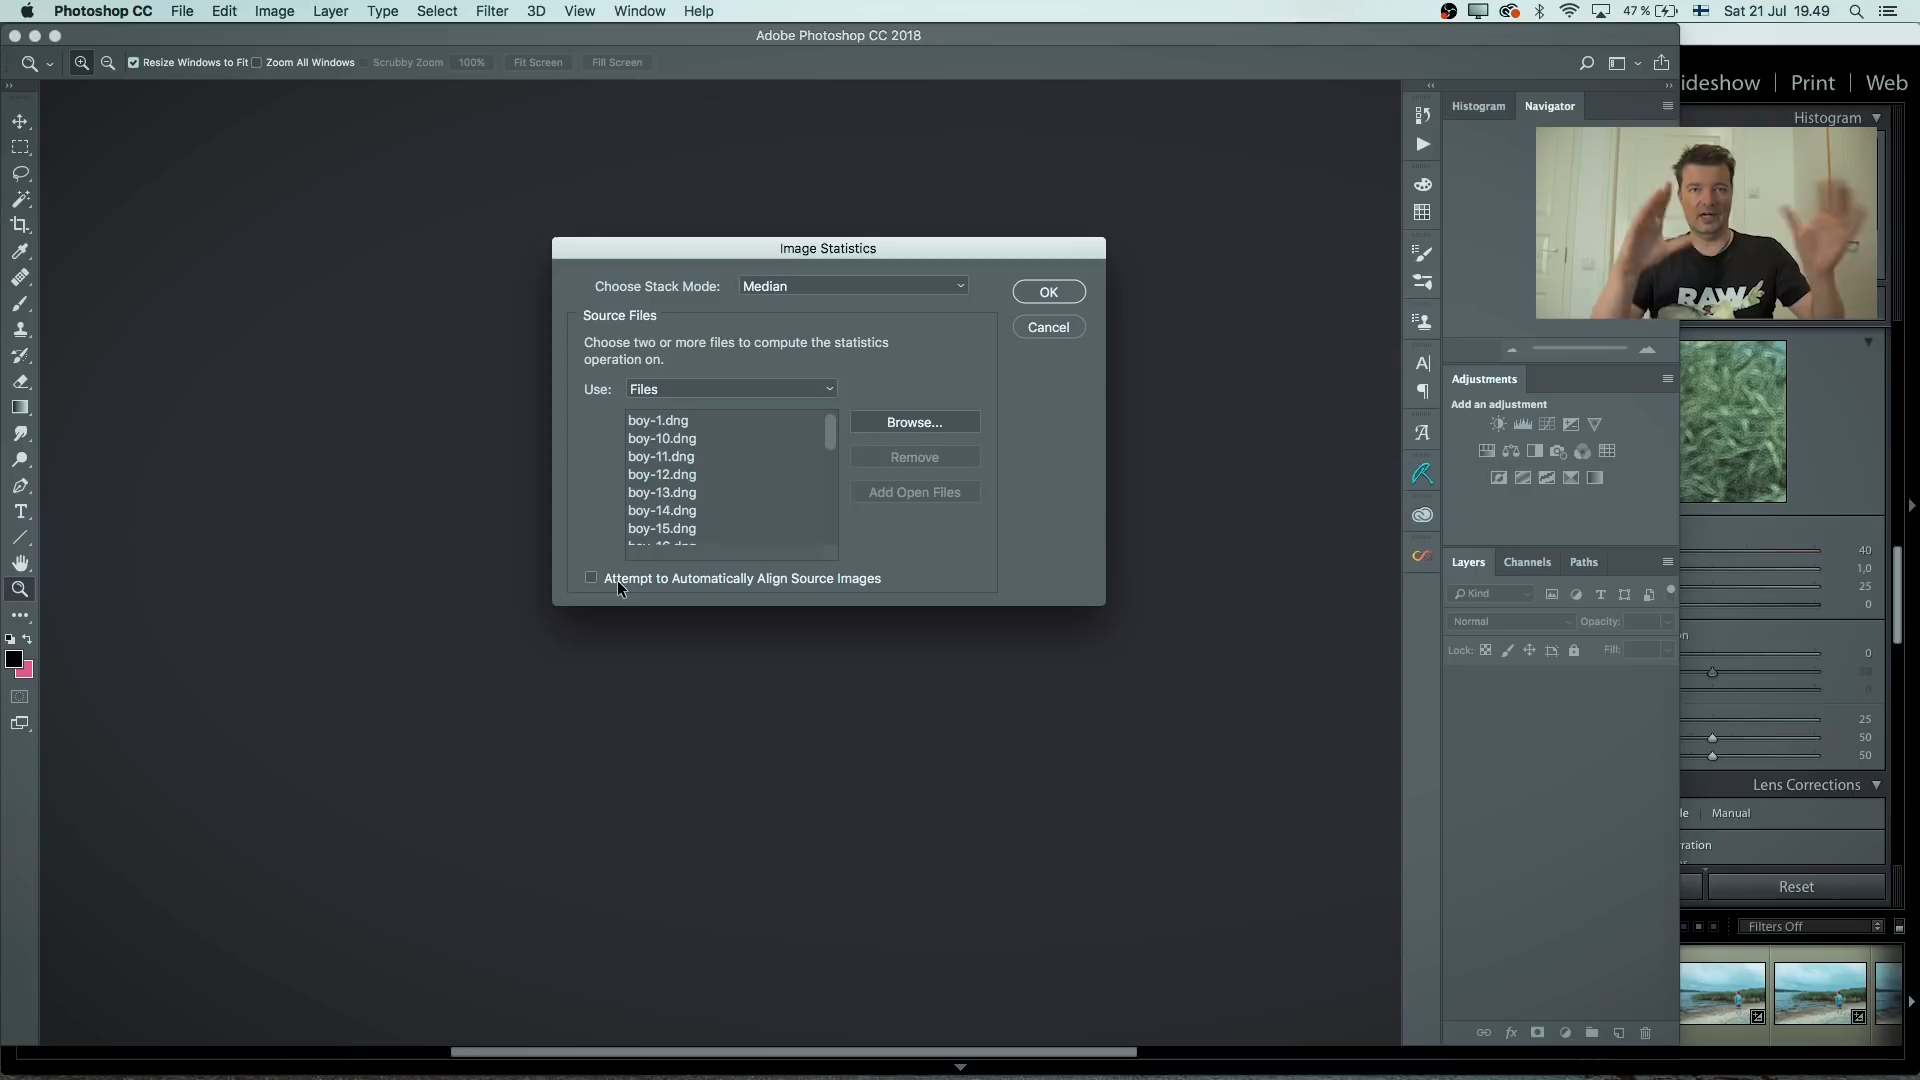 Photoshop CC File Edit Image Layer Type Select Filter 3D View Window Help 47 % Sat 21 Jul 19.49
Adobe Photoshop CC 2018
Resize Windows to Fit Zoom All Windows Scrubby Zoom 100% Fit Screen Fill Screen
ideshow | Print | Web
Histogram Navigator
Histogram
RAW
Image Statistics
Choose Stack Mode: Median
OK
Source Files
Cancel
Choose two or more files to compute the statistics
operation on.
Use: Files
boy-1.dng
boy-10.dng
boy-11.dng
boy-12.dng
boy-13.dng
boy-14.dng
boy-15.dng
Browse...
Remove
Add Open Files
Attempt to Automatically Align Source Images
Adjustments
Add an adjustment
Layers Channels Paths
Kind
Normal Opacity:
Lock: Fill:
40
1,0
25
0
on
0
0
25
50
50
Lens Corrections
le | Manual
rration
Reset
Filters Off